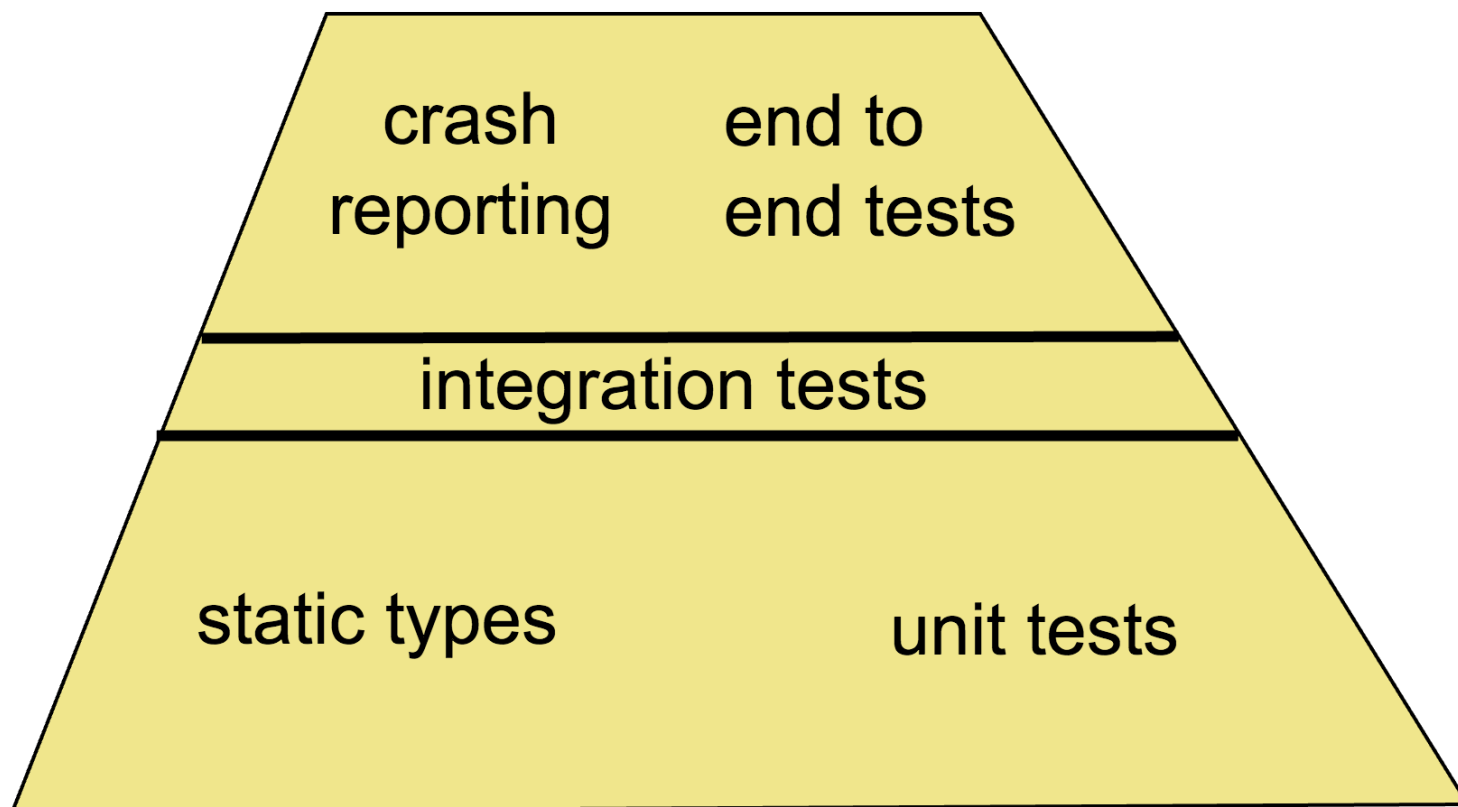 crash
reporting
end to
end tests
integration tests
static types
unit tests